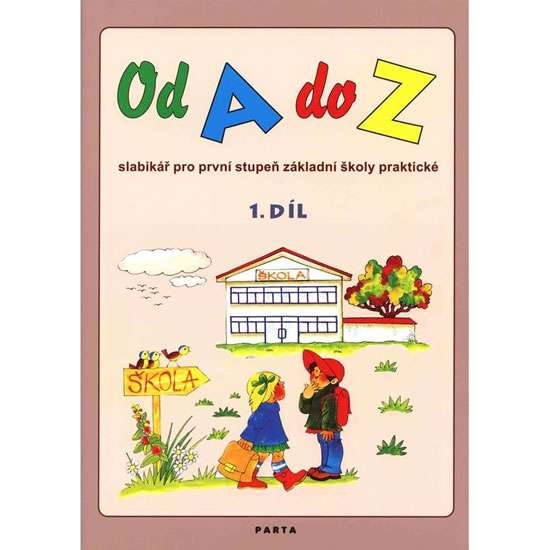 Od A do Z
slabikář pro první stupeň základní školy praktické
1. DÍL
ŠKOLA
ŠKOLA
PARTA